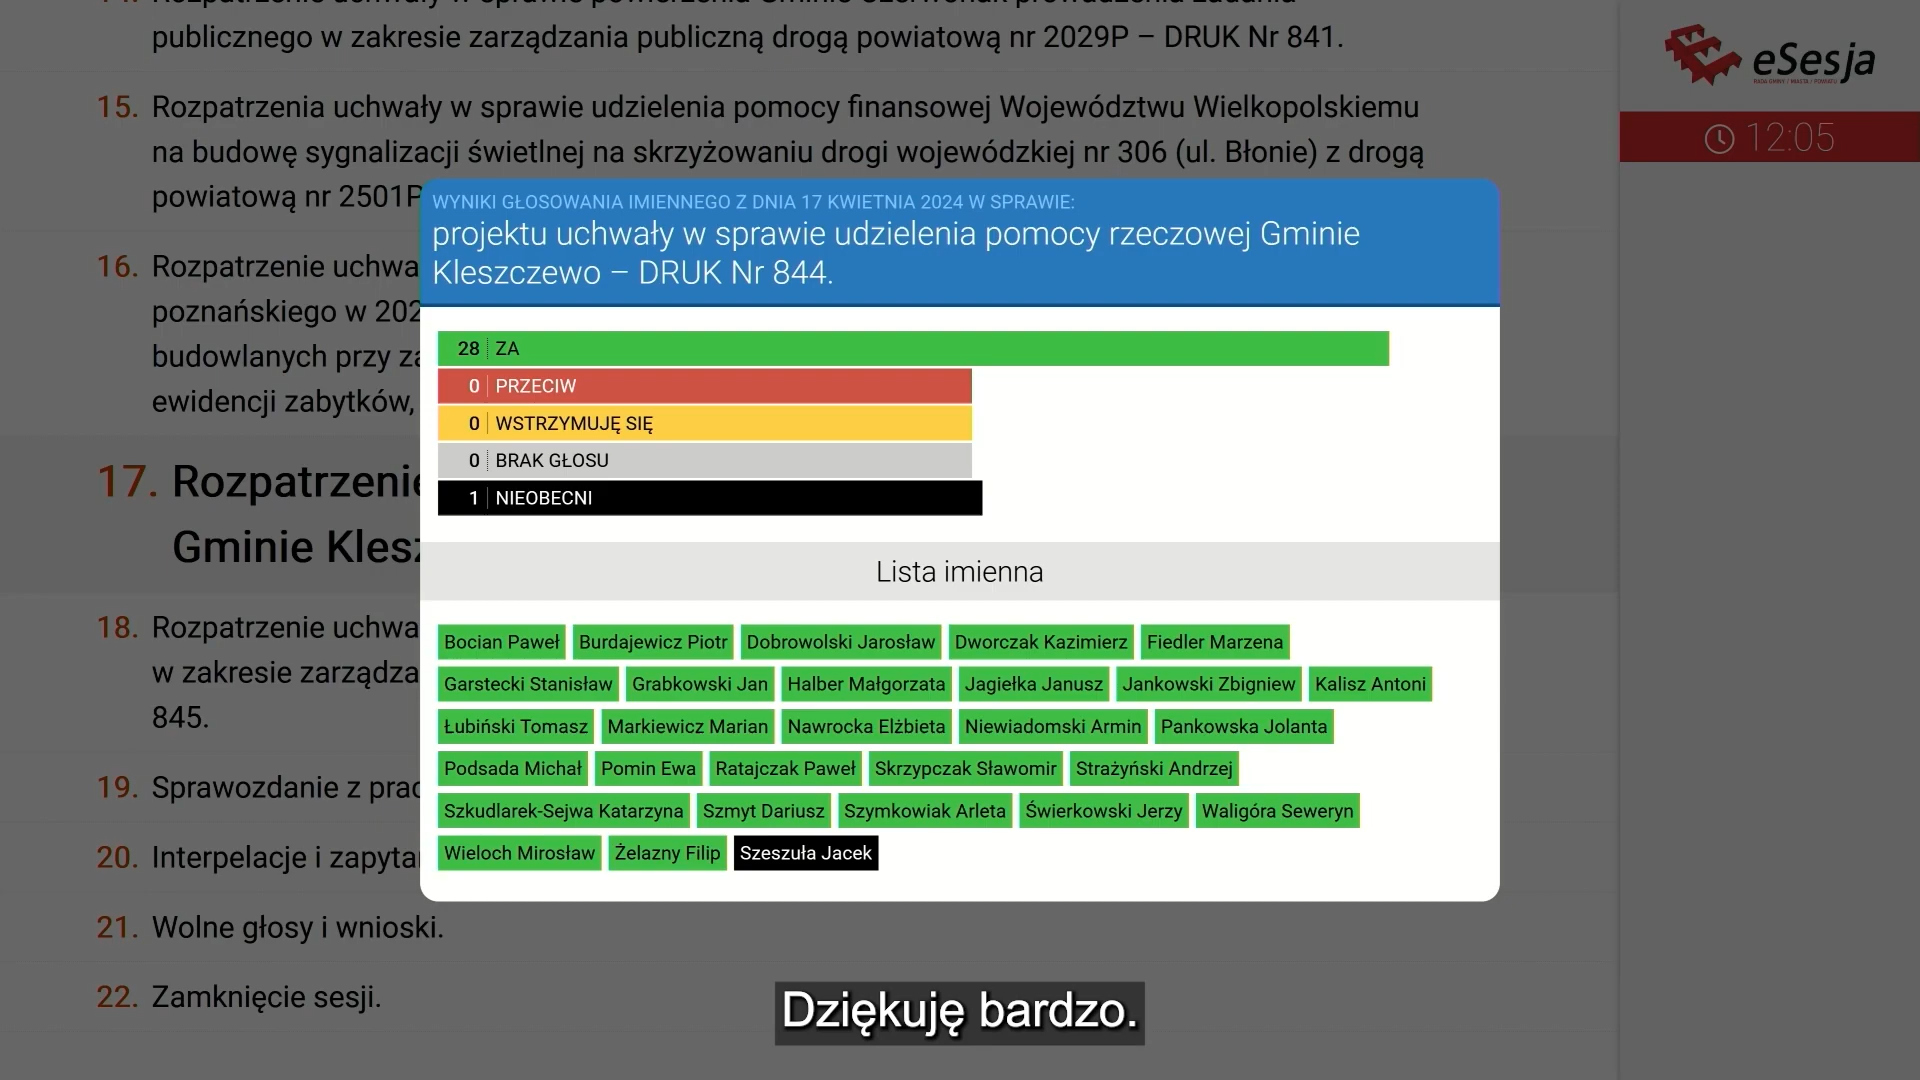 publicznego w zakresie zarządzania publiczną drogą powiatową nr 2029P – DRUK Nr 841.
15. Rozpatrzenia uchwały w sprawie udzielenia pomocy finansowej Województwu Wielkopolskiemu
na budowę sygnalizacji świetlnej na skrzyżowaniu drogi wojewódzkiej nr 306 (ul. Błonie) z drogą
powiatową nr 2501P
16. Rozpatrzenie uchwa
poznańskiego w 202
budowlanych przy za
ewidencji zabytków,
17. Rozpatrzenie
Gminie Klesz
18. Rozpatrzenie uchwa
w zakresie zarządza
845.
19. Sprawozdanie z prac
20. Interpelacje i zapyta
21. Wolne głosy i wnioski.
22. Zamknięcie sesji.
eSesja
12:05
WYNIKI GŁOSOWANIA IMIENNEGO Z DNIA 17 KWIETNIA 2024 W SPRAWIE:
projektu uchwały w sprawie udzielenia pomocy rzeczowej Gminie
Kleszczewo – DRUK Nr 844.
28 ZA
0 PRZECIW
0 WSTRZYMUJĘ SIĘ
0 BRAK GŁOSU
1 NIEOBECNI
Lista imienna
Bocian Paweł Burdajewicz Piotr Dobrowolski Jarosław Dworczak Kazimierz Fiedler Marzena
Garstecki Stanisław Grabkowski Jan Halber Małgorzata Jagiełka Janusz Jankowski Zbigniew Kalisz Antoni
Łubiński Tomasz Markiewicz Marian Nawrocka Elżbieta Niewiadomski Armin Pankowska Jolanta
Podsada Michał Pomin Ewa Ratajczak Paweł Skrzypczak Sławomir Strażyński Andrzej
Szkudlarek-Sejwa Katarzyna Szmyt Dariusz Szymkowiak Arleta Świerkowski Jerzy Waligóra Seweryn
Wieloch Mirosław Żelazny Filip Szeszuła Jacek
Dziękuję bardzo.